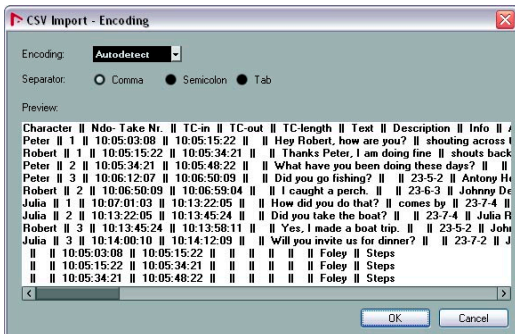 CSV Import - Encoding
Encoding: Autodetect
Separator: Comma Semicolon Tab
Preview:
Character || Ndo- Take Nr. || TC-in || TC-out || TC-length || Text || Description || Info ||
Peter || 1 || 10:05:03:08 || 10:05:15:22 || || Hey Robert, how are you? || shouting across
Robert || 1 || 10:05:15:22 || 10:05:34:21 || || Thanks Peter, I am doing fine || shouts back
Peter || 2 || 10:05:34:21 || 10:05:48:22 || || What have you been doing these days? || ||
Peter || 3 || 10:06:12:07 || 10:06:50:09 || || Did you go fishing? || || 23-5-2 || Antony
Robert || 2 || 10:06:50:09 || 10:06:59:04 || || I caught a perch. || || 23-6-3 || Johnny
Julia || 1 || 10:07:01:03 || 10:13:22:05 || || How did you do that? || comes by || 23-7-4 ||
Julia || 2 || 10:13:22:05 || 10:13:45:24 || || Did you take the boat? || || 23-7-4 || Julia
Robert || 3 || 10:13:45:24 || 10:13:58:11 || || Yes, I made a boat trip. || || 23-5-2 ||
Julia || 3 || 10:14:00:10 || 10:14:12:09 || || Will you invite us for dinner? || || 23-7-2 ||
|| || 10:05:03:08 || 10:05:15:22 || || || || || Foley || Steps
|| || 10:05:15:22 || 10:05:34:21 || || || || || Foley || Steps
|| || 10:05:34:21 || 10:05:48:22 || || || || || Foley || Steps
OK Cancel